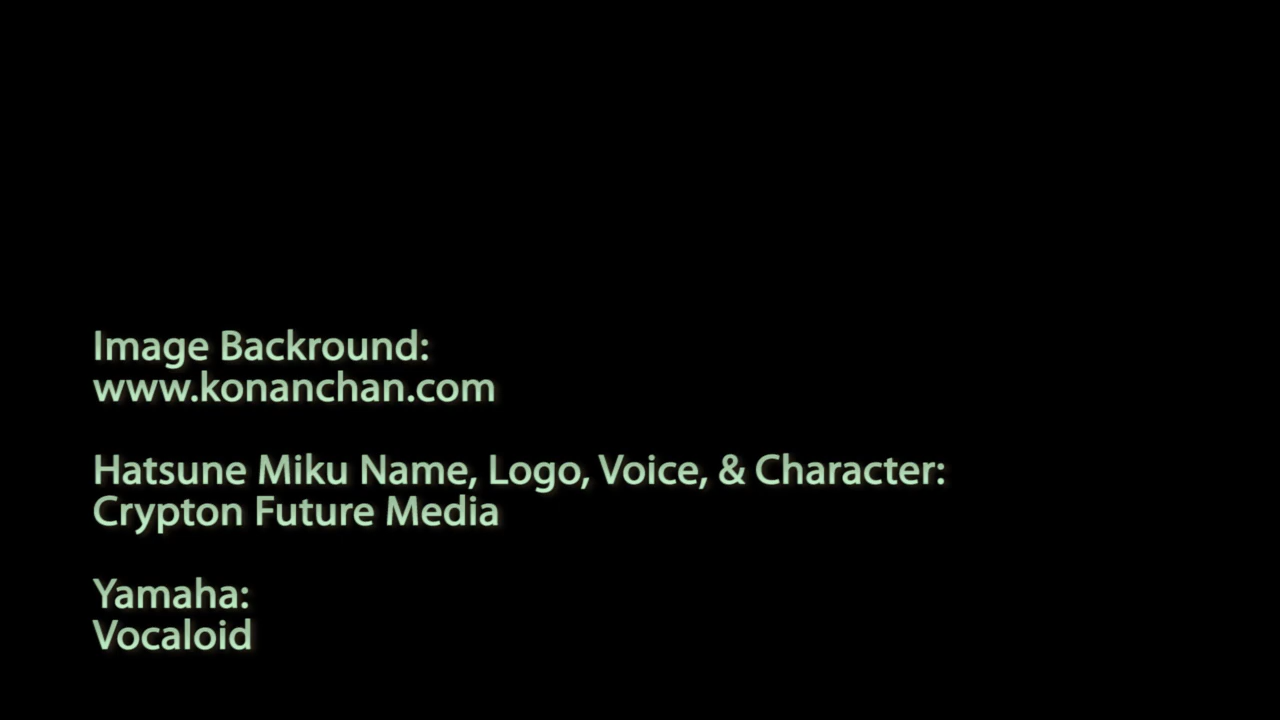 Image Backround:
www.konanchan.com
Hatsune Miku Name, Logo, Voice, & Character:
Crypton Future Media
Yamaha:
Vocaloid